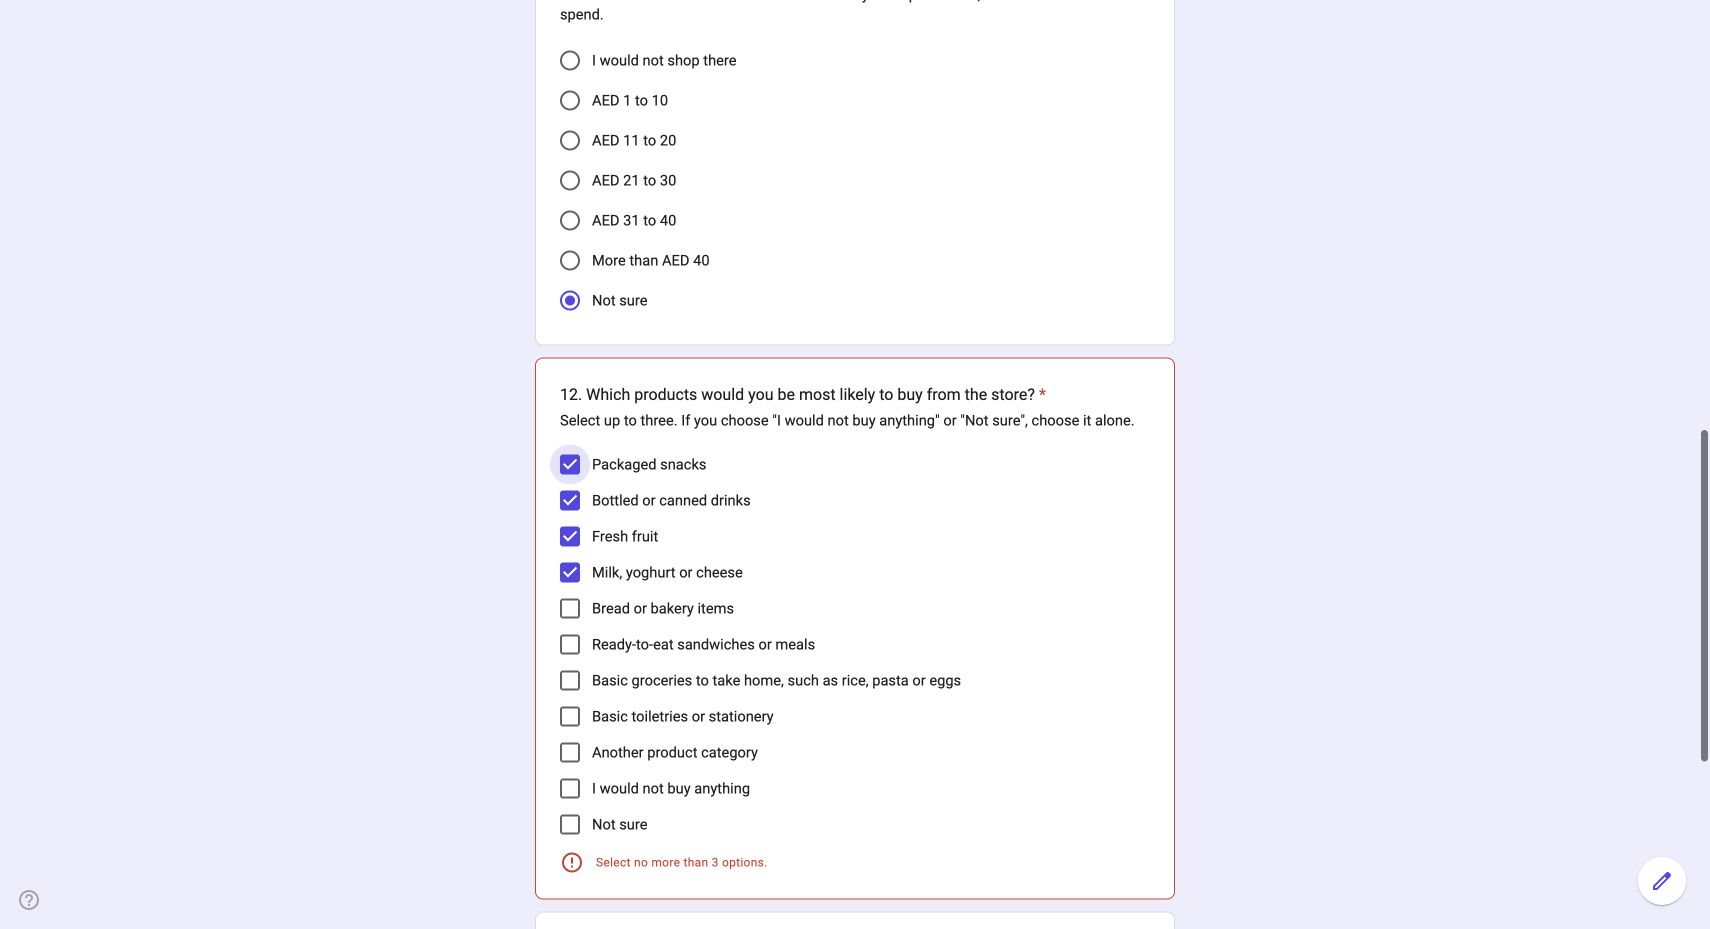 spend.
I would not shop there
AED 1 to 10
AED 11 to 20
AED 21 to 30
AED 31 to 40
More than AED 40
Not sure
12. Which products would you be most likely to buy from the store? *
Select up to three. If you choose "I would not buy anything" or "Not sure", choose it alone.
Packaged snacks
Bottled or canned drinks
Fresh fruit
Milk, yoghurt or cheese
Bread or bakery items
Ready-to-eat sandwiches or meals
Basic groceries to take home, such as rice, pasta or eggs
Basic toiletries or stationery
Another product category
I would not buy anything
Not sure
Select no more than 3 options.